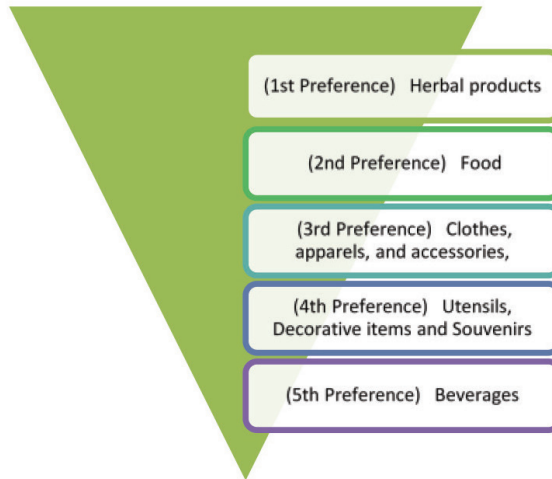 (1st Preference) Herbal products
(2nd Preference) Food
(3rd Preference) Clothes,
apparels, and accessories,
(4th Preference) Utensils,
Decorative items and Souvenirs
(5th Preference) Beverages